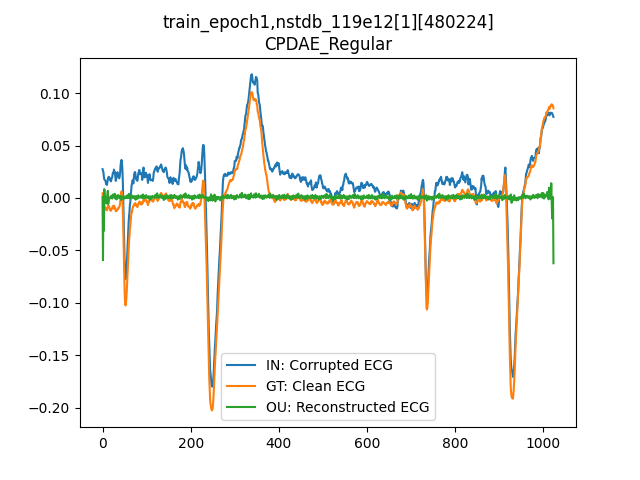 train_epoch1,nstdb_119e12[1][480224]
CPDAE_Regular
0.10
0.05
0.00
−0.05
−0.10
−0.15
−0.20
IN: Corrupted ECG
GT: Clean ECG
OU: Reconstructed ECG
0 200 400 600 800 1000